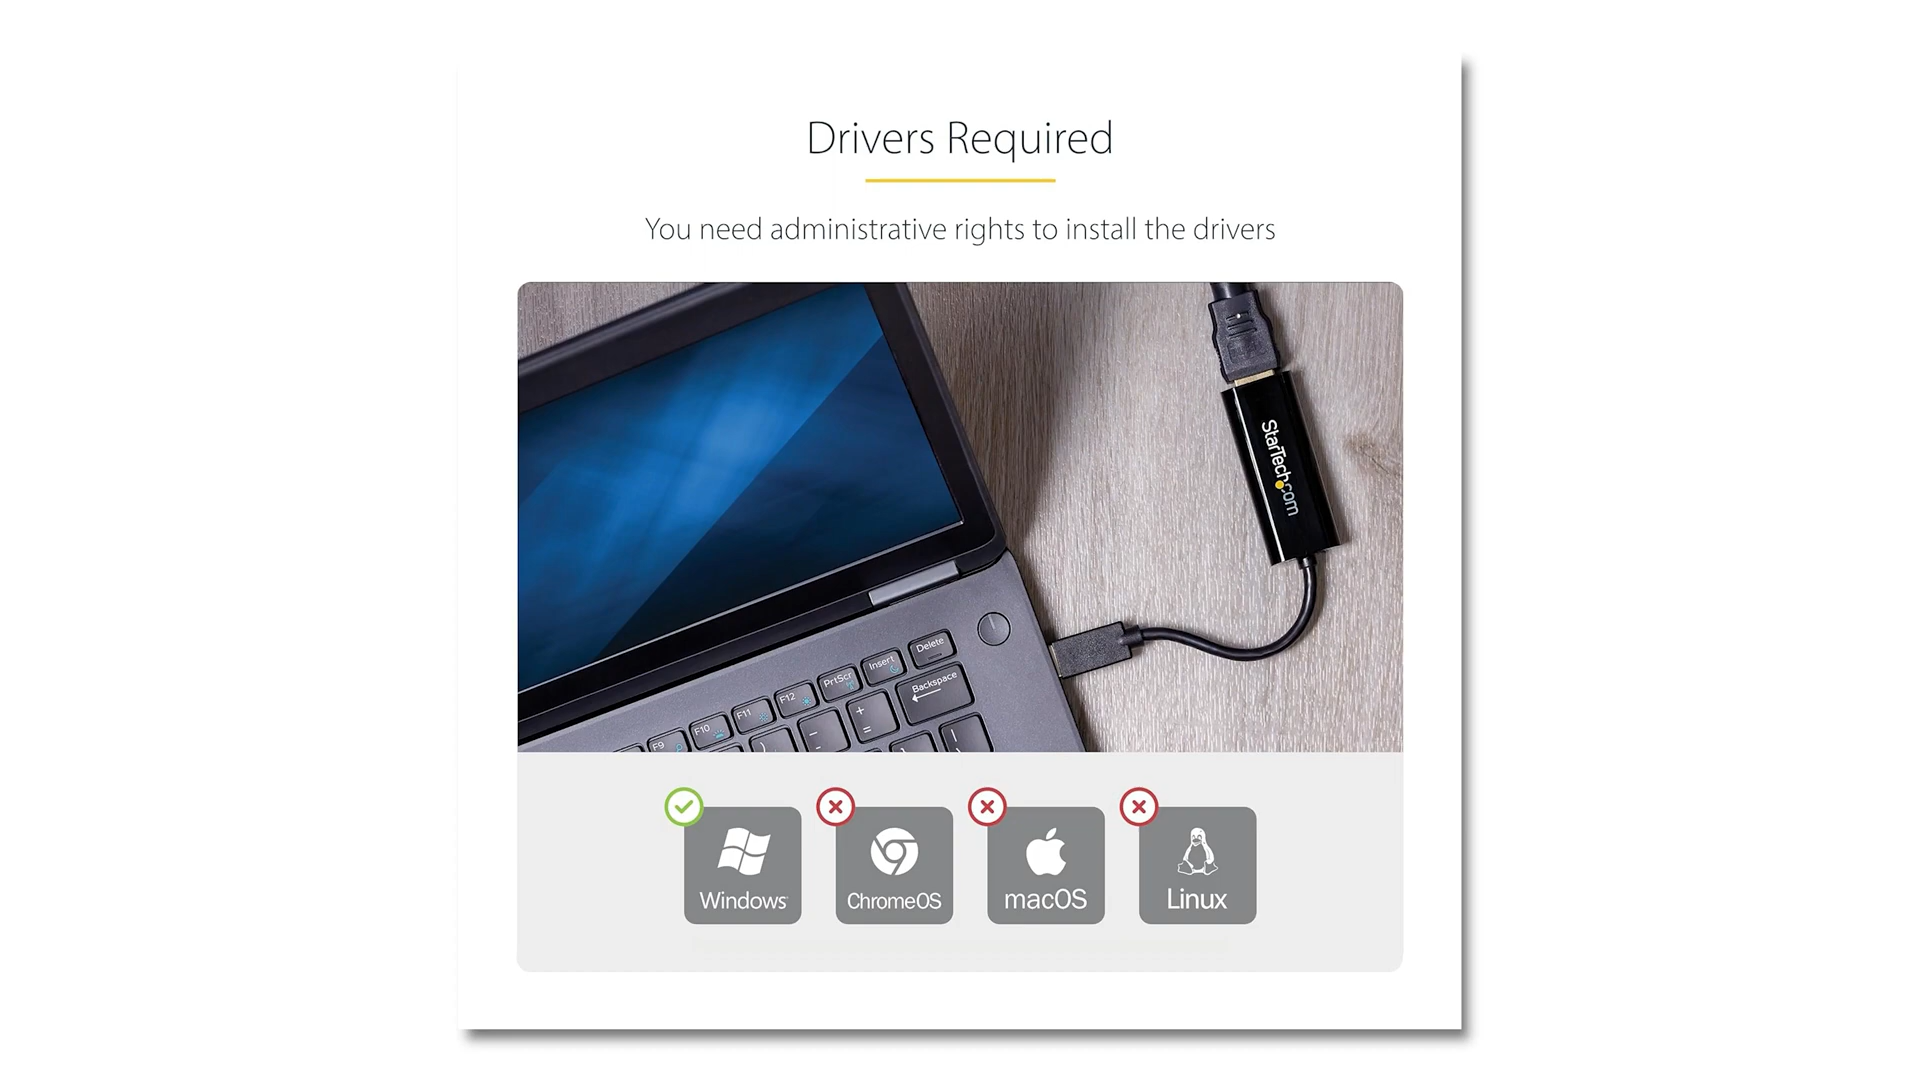 Drivers Required
You need administrative rights to install the drivers
StarTech.com
Delete
Insert
PrtScr
F12
F11
F10
F9
Backspace
+
=
-
Windows
ChromeOS
macOS
Linux